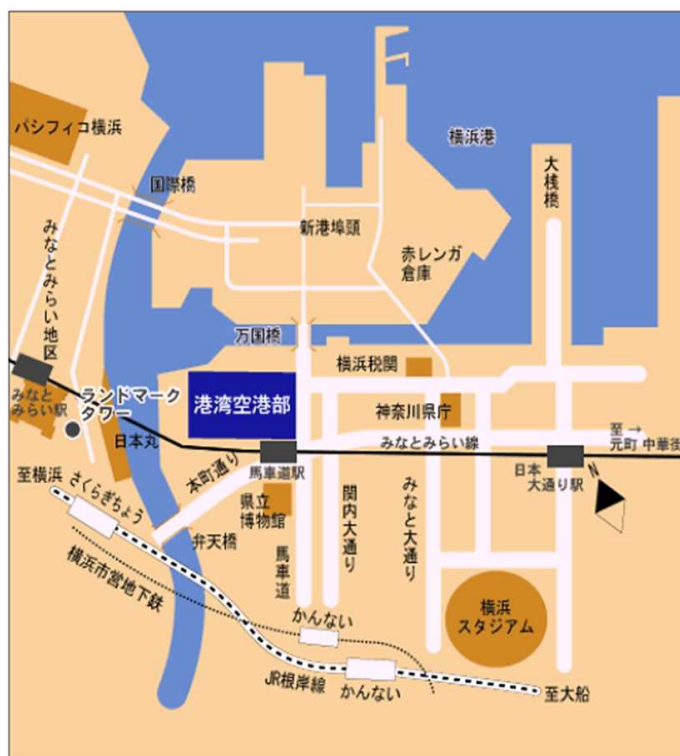 パシフィコ横浜
国際橋
横浜港
大桟橋
みなとみらい地区
新港埠頭
赤レンガ
倉庫
万国橋
横浜税関
みなと
みらい駅
ランドマーク
タワー
港湾空港部
神奈川県庁
みなとみらい線
至→
元町 中華街
日本丸
本町通り
馬車道駅
日本
大通り駅
N
至横浜
さくらぎちょう
県立
博物館
関内大通り
みなと大通り
弁天橋
馬車道
横浜市営地下鉄
かんない
横浜
スタジアム
JR根岸線
かんない
至大船